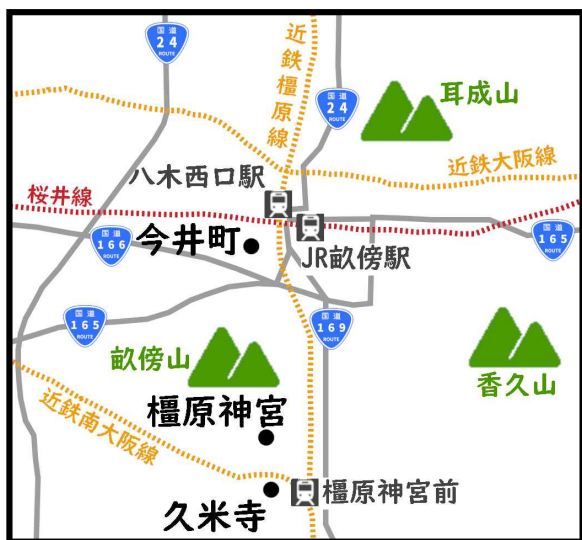 国道
24
ROUTE
近鉄橿原線
国道
24
ROUTE
耳成山
近鉄大阪線
八木西口駅
桜井線
国道
166
ROUTE
今井町
JR畝傍駅
国道
165
ROUTE
国道
165
ROUTE
畝傍山
国道
169
ROUTE
香久山
近鉄南大阪線
橿原神宮
橿原神宮前
久米寺